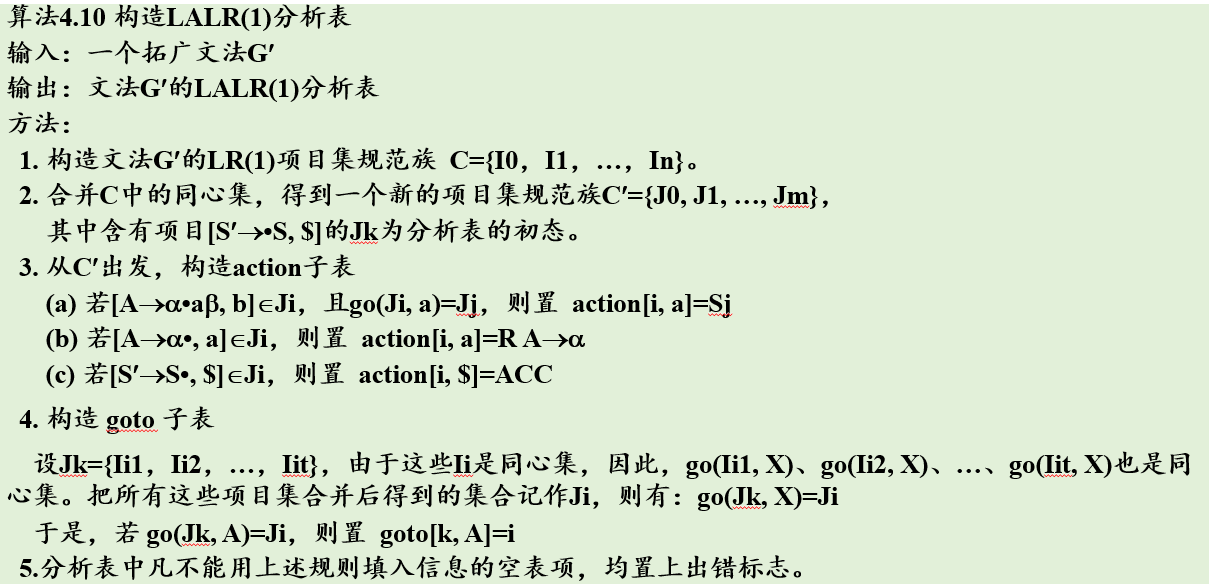 算法4.10 构造LALR(1)分析表
输入：一个拓广文法G′
输出：文法G′的LALR(1)分析表
方法：
1. 构造文法G′的LR(1)项目集规范族 C={I0，I1，…，In}。
2. 合并C中的同心集，得到一个新的项目集规范族C′={J0, J1, …, Jm}，
其中含有项目[S′→•S, $]的Jk为分析表的初态。
3. 从C′出发，构造action子表
(a) 若[A→α•aβ, b]∈Ji，且go(Ji, a)=Jj，则置 action[i, a]=Sj
(b) 若[A→α•, a]∈Ji，则置 action[i, a]=R A→α
(c) 若[S′→S•, $]∈Ji，则置 action[i, $]=ACC
4. 构造 goto 子表
设Jk={Ii1，Ii2，…，Iit}，由于这些Ii是同心集，因此，go(Ii1, X)、go(Ii2, X)、…、go(Iit, X)也是同
心集。把所有这些项目集合并后得到的集合记作Ji，则有：go(Jk, X)=Ji
于是，若 go(Jk, A)=Ji，则置 goto[k, A]=i
5.分析表中凡不能用上述规则填入信息的空表项，均置上出错标志。